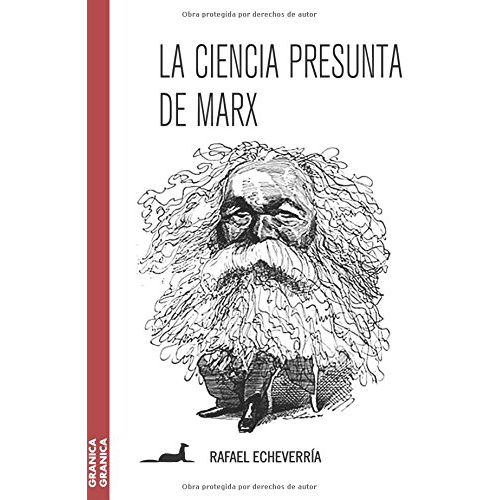 Obra protegida por derechos de autor
LA CIENCIA PRESUNTA
DE MARX
RAFAEL ECHEVERRÍA
GRANICA
GRANICA
Obra protegida por derechos de autor